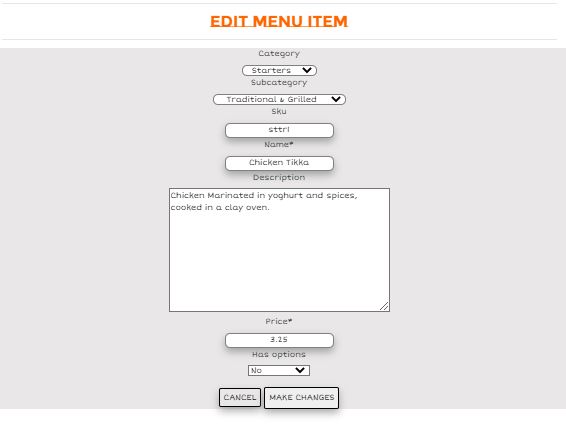 EDIT MENU ITEM
Category
Starters
Subcategory
Traditional & Grilled
Sku
sttr1
Name*
Chicken Tikka
Description
Chicken Marinated in yoghurt and spices,
cooked in a clay oven.
Price*
3.25
Has options
No
CANCEL MAKE CHANGES